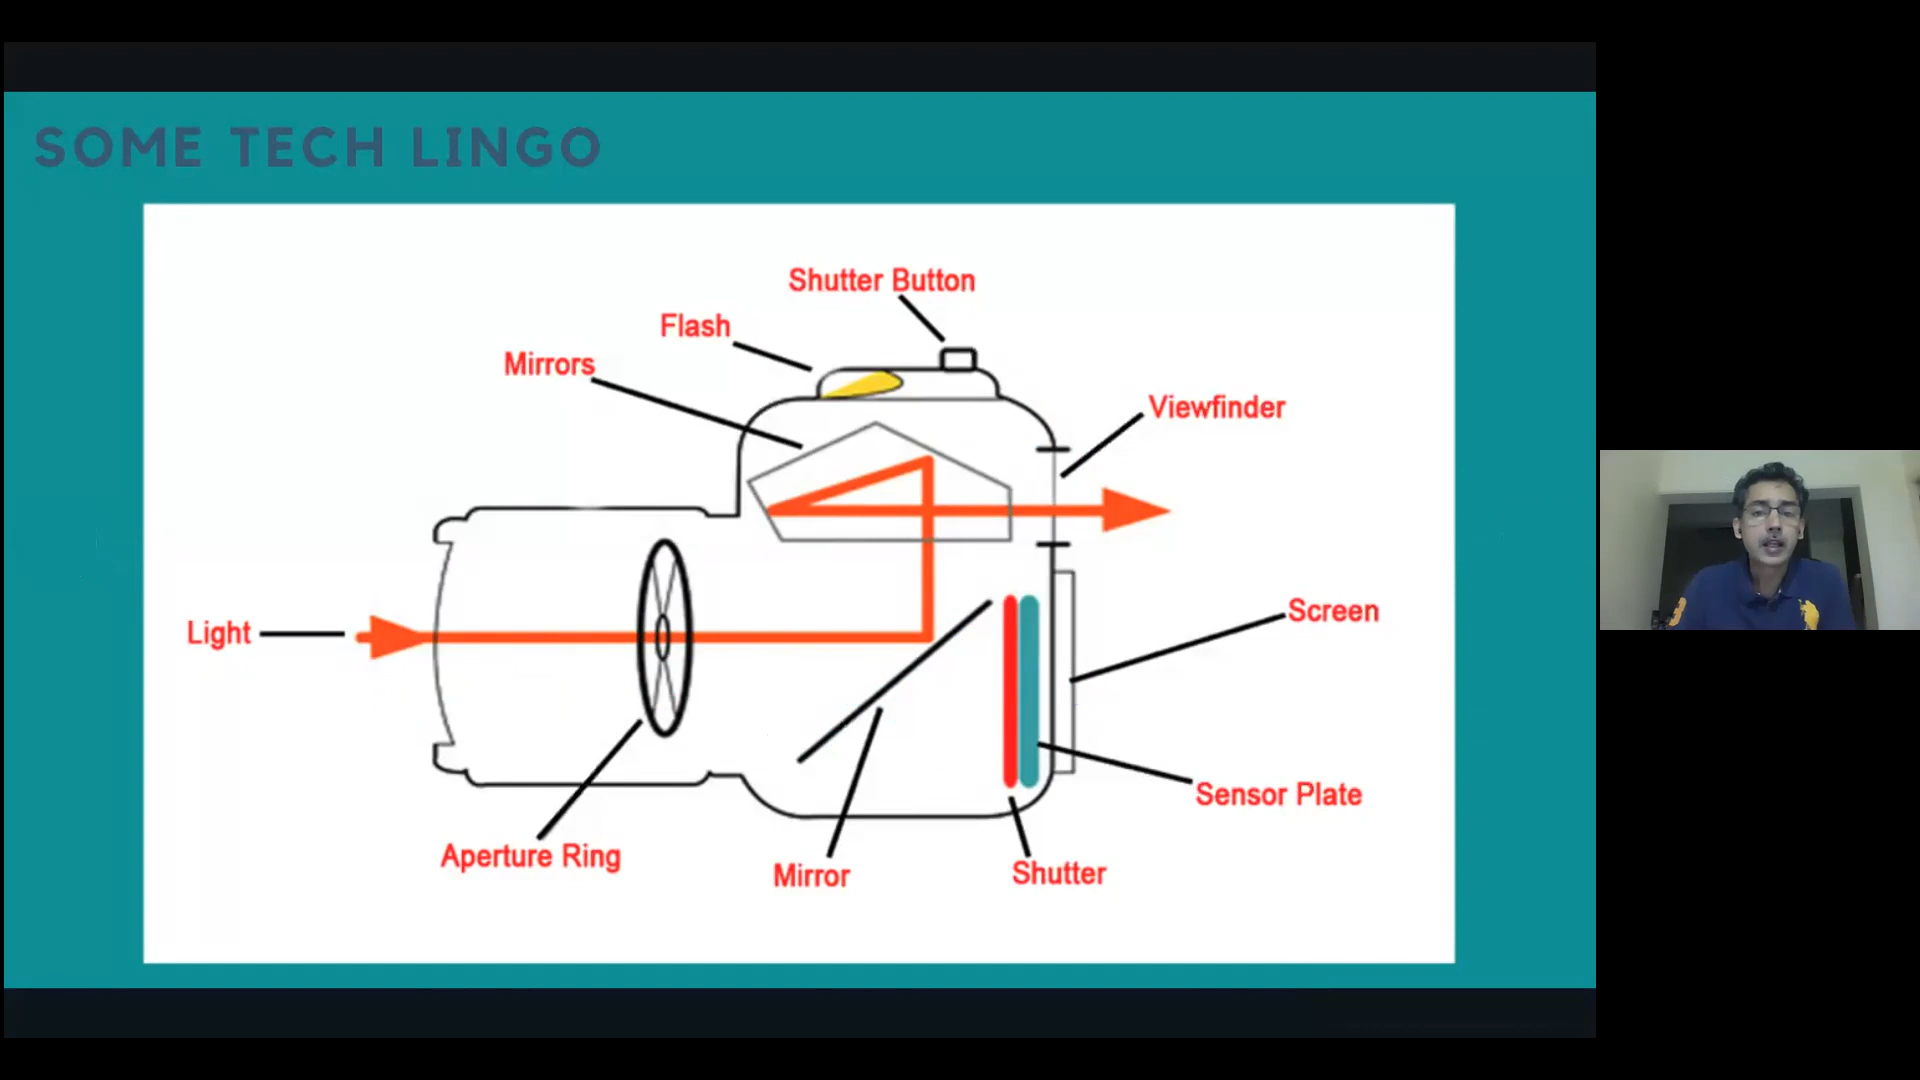 SOME TECH LINGO
Shutter Button
Flash
Mirrors
Viewfinder
Light
Screen
Sensor Plate
Aperture Ring
Mirror
Shutter